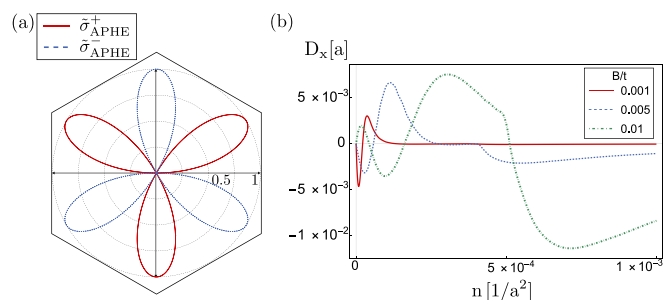 (a)
σ̃⁺APHE
σ̃⁻APHE
0.5 1
(b)
Dₓ[a]
B/t
0.001
0.005
0.01
5 × 10⁻³
0
−5 × 10⁻³
−1 × 10⁻²
0 5 × 10⁻⁴ 1 × 10⁻³
n [1/a²]